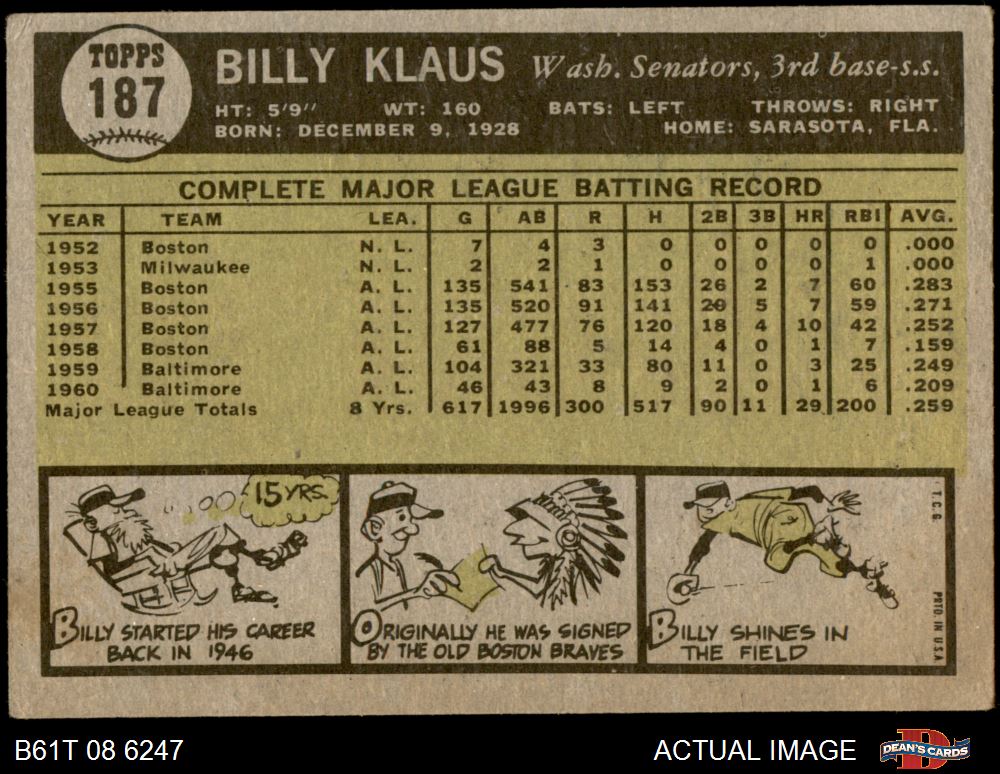 TOPPS
187
BILLY KLAUS Wash. Senators, 3rd base-s.s.
HT: 5'9" WT: 160 BATS: LEFT THROWS: RIGHT
BORN: DECEMBER 9, 1928 HOME: SARASOTA, FLA.
COMPLETE MAJOR LEAGUE BATTING RECORD
YEAR TEAM LEA. G AB R H 2B 3B HR RBI AVG.
1952 Boston N. L. 7 4 3 0 0 0 0 0 .000
1953 Milwaukee N. L. 2 2 1 0 0 0 0 1 .000
1955 Boston A. L. 135 541 83 153 26 2 7 60 .283
1956 Boston A. L. 135 520 91 141 29 5 7 59 .271
1957 Boston A. L. 127 477 76 120 18 4 10 42 .252
1958 Boston A. L. 61 88 5 14 4 0 1 7 .159
1959 Baltimore A. L. 104 321 33 80 11 0 3 25 .249
1960 Baltimore A. L. 46 43 8 9 2 0 1 6 .209
Major League Totals 8 Yrs. 617 1996 300 517 90 11 29 200 .259
15 YRS.
BILLY STARTED HIS CAREER
BACK IN 1946
ORIGINALLY HE WAS SIGNED
BY THE OLD BOSTON BRAVES
BILLY SHINES IN
THE FIELD
T.C.G
PRTD IN U.S.A
B61T 08 6247 ACTUAL IMAGE
DEAN'S CARDS